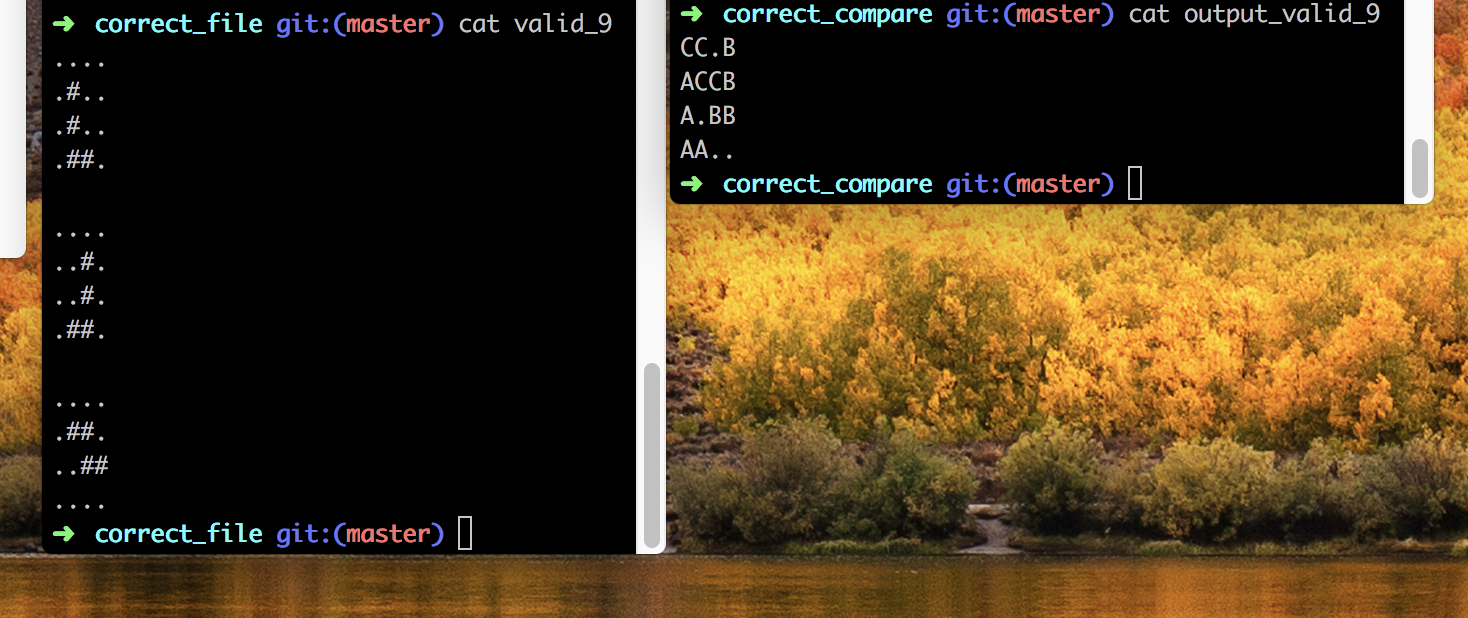 ➜ correct_file git:(master) cat valid_9
....
.#..
.#..
.##.

....
..#.
..#.
.##.

....
.##.
..##
....
➜ correct_file git:(master)
➜ correct_compare git:(master) cat output_valid_9
CC.B
ACCB
A.BB
AA..
➜ correct_compare git:(master)